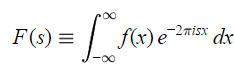 F(s) ≡ ∫_{-∞}^{∞} f(x) e^{-2πisx} dx